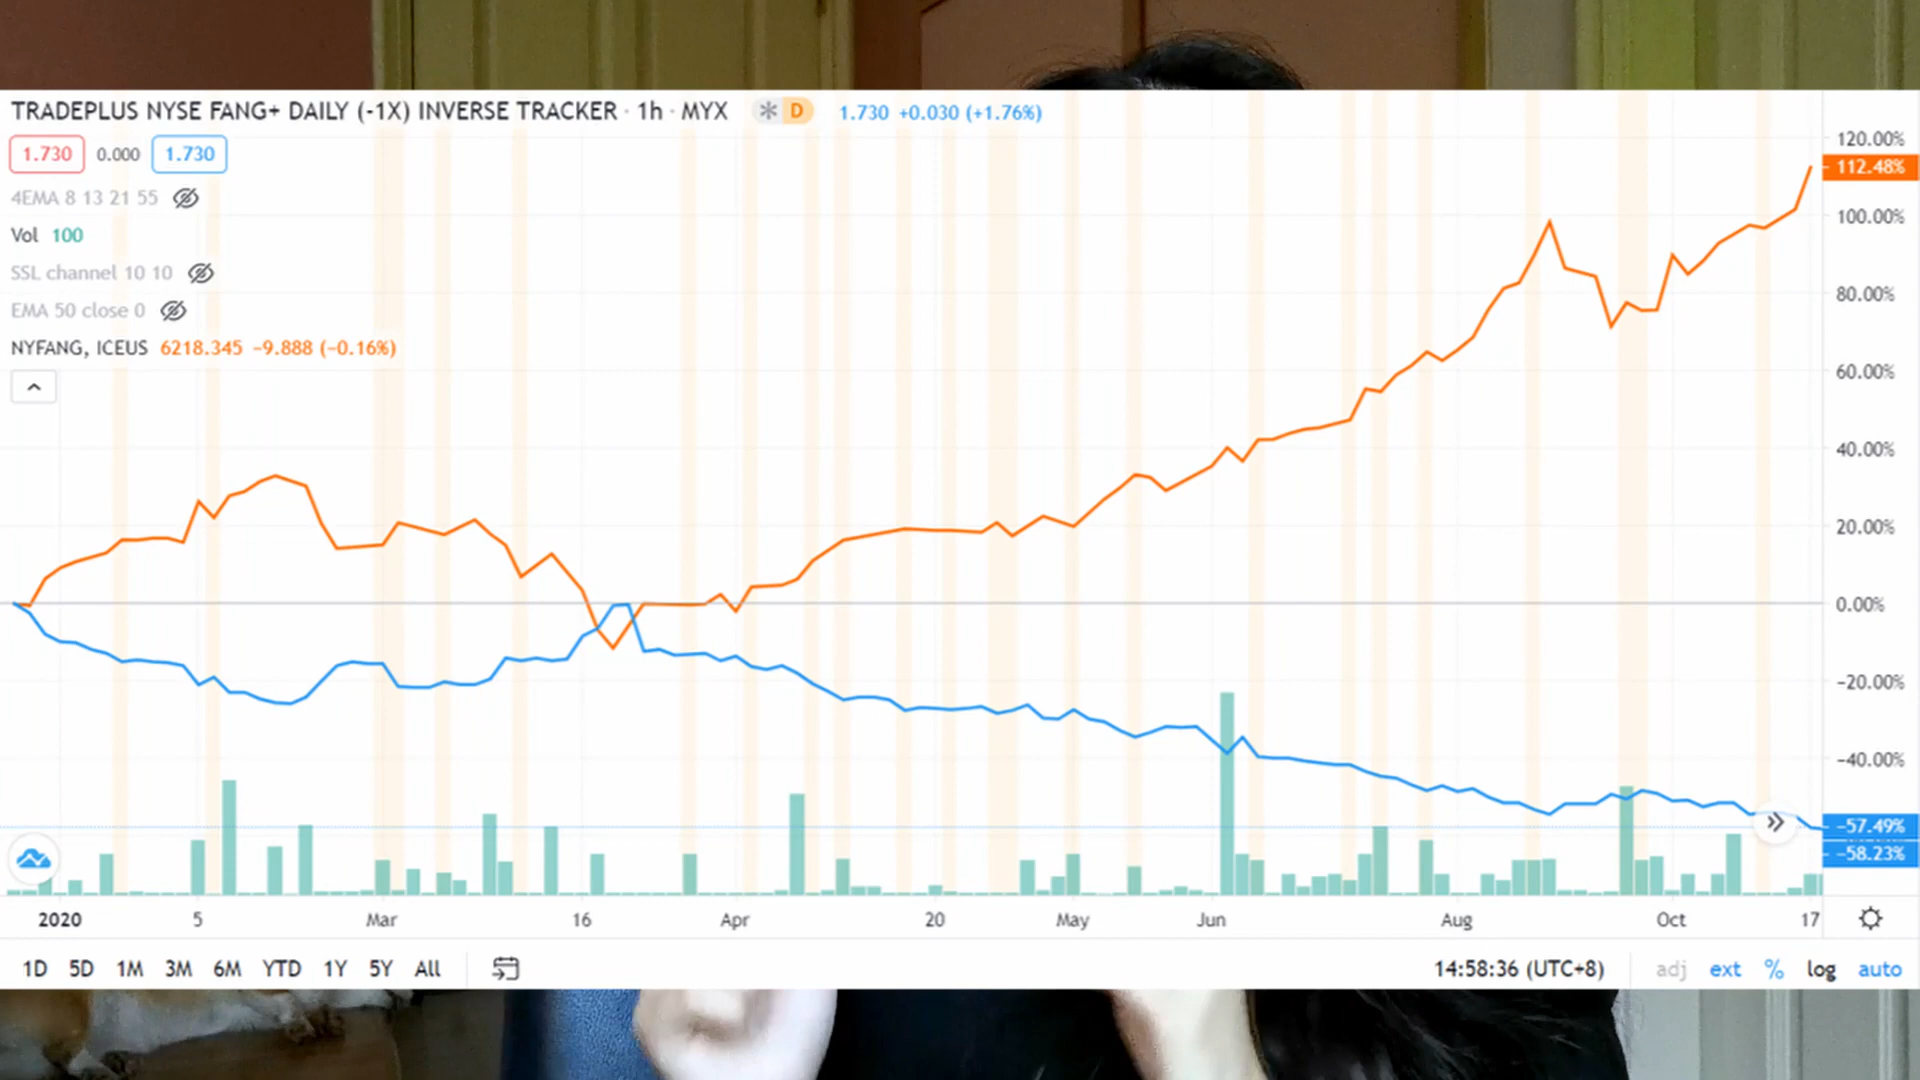 TRADEPLUS NYSE FANG+ DAILY (-1X) INVERSE TRACKER · 1h · MYX D 1.730 +0.030 (+1.76%)
1.730 0.000 1.730
4EMA 8 13 21 55
Vol 100
SSL channel 10 10
EMA 50 close 0
NYFANG, ICEUS 6218.345 −9.888 (−0.16%)
120.00%
112.48%
100.00%
80.00%
60.00%
40.00%
20.00%
0.00%
−20.00%
−40.00%
−57.49%
−58.23%
2020 5 Mar 16 Apr 20 May Jun Aug Oct 17
1D 5D 1M 3M 6M YTD 1Y 5Y All 14:58:36 (UTC+8) adj ext % log auto